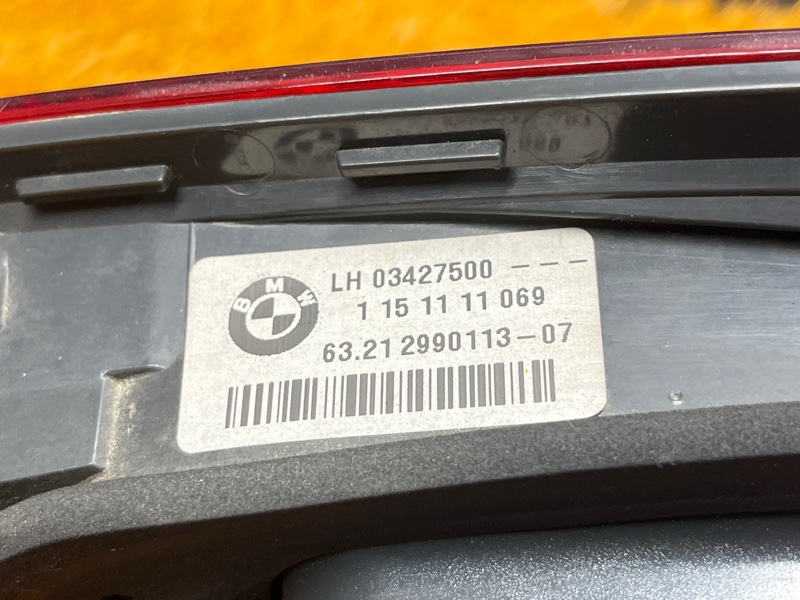 BMW
LH 03427500 ---
1 15 11 11 069
63.21 2990113-07